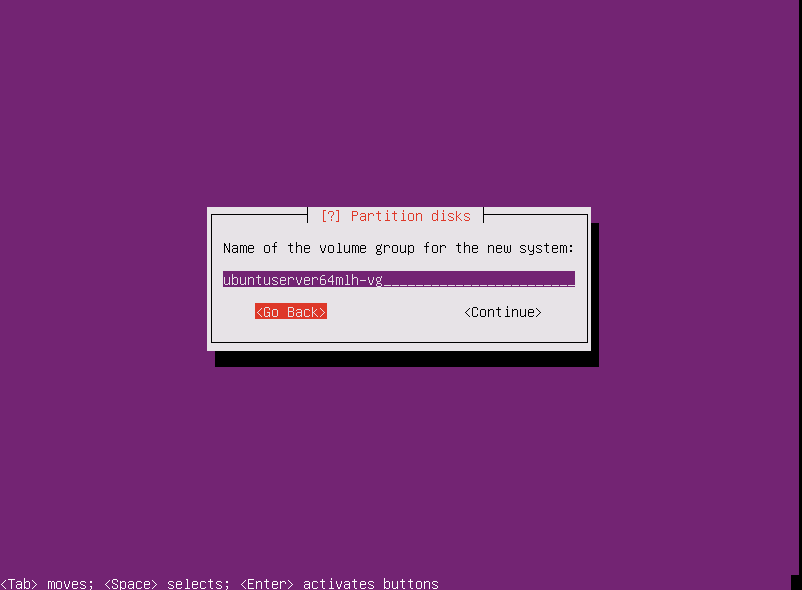 [?] Partition disks
Name of the volume group for the new system:
ubuntuserver64mlh-vg________________________
<Go Back> <Continue>
<Tab> moves; <Space> selects; <Enter> activates buttons